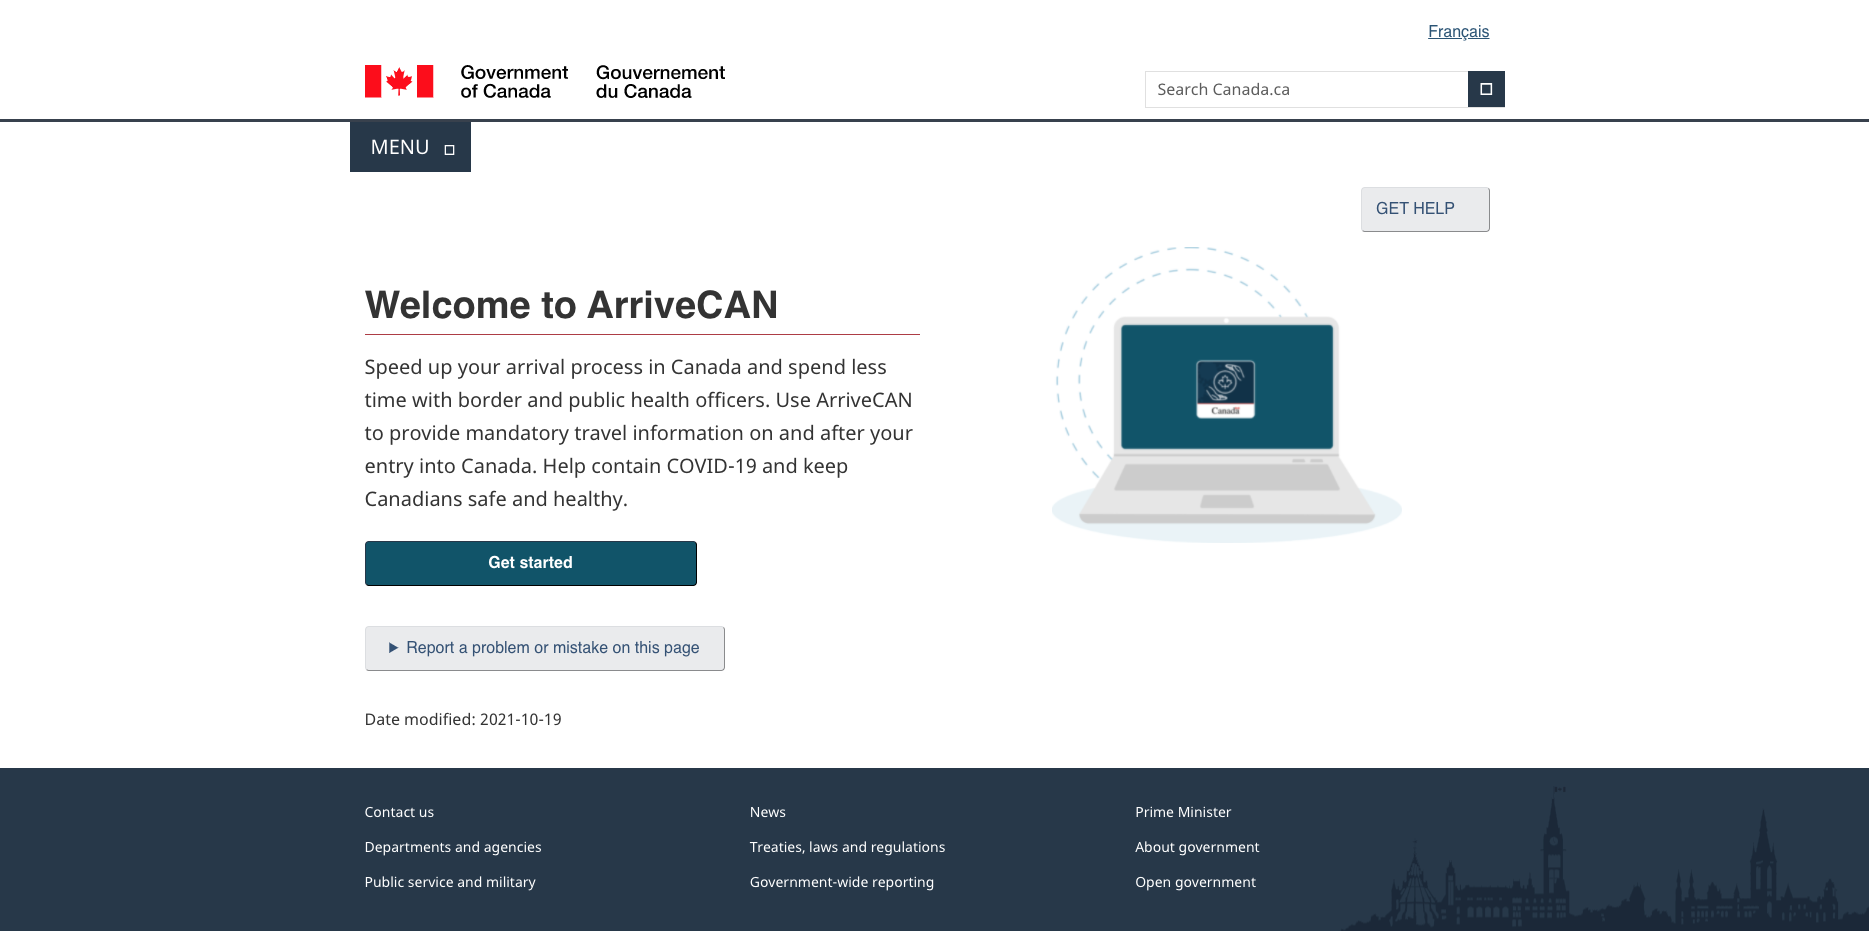 Français
Government
of Canada
Gouvernement
du Canada
Search Canada.ca
MENU
GET HELP
Welcome to ArriveCAN
Speed up your arrival process in Canada and spend less
time with border and public health officers. Use ArriveCAN
to provide mandatory travel information on and after your
entry into Canada. Help contain COVID-19 and keep
Canadians safe and healthy.
Canada
Get started
Report a problem or mistake on this page
Date modified: 2021-10-19
Contact us
News
Prime Minister
Departments and agencies
Treaties, laws and regulations
About government
Public service and military
Government-wide reporting
Open government